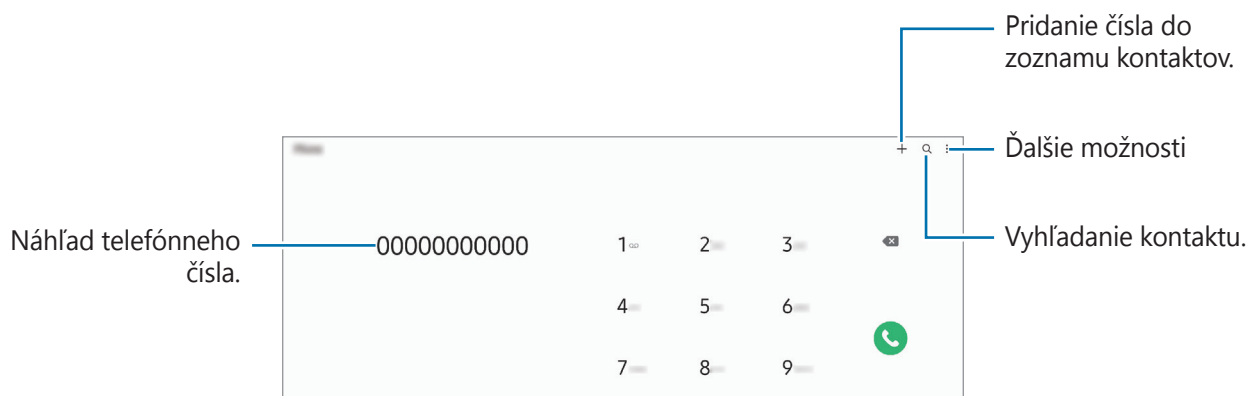 Pridanie čísla do
zoznamu kontaktov.
Ďalšie možnosti
Náhľad telefónneho
čísla.
00000000000
1 2 3
Vyhľadanie kontaktu.
4 5 6
7 8 9